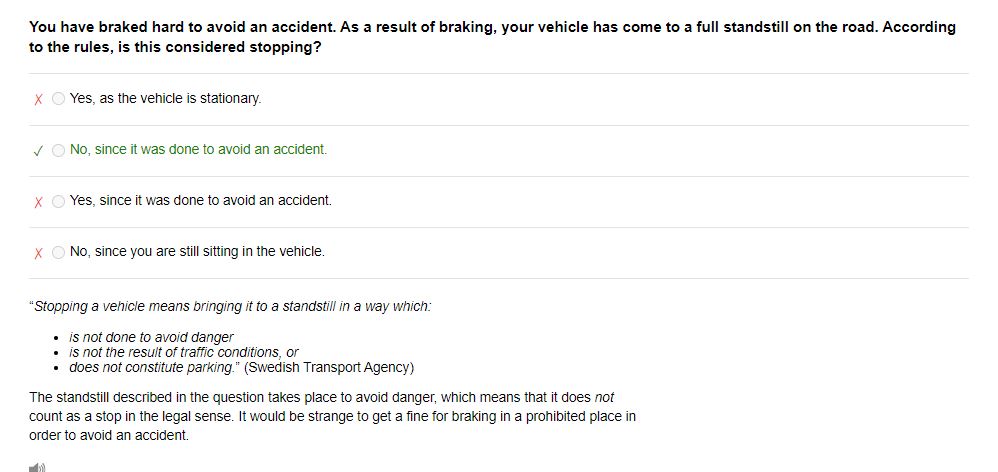 You have braked hard to avoid an accident. As a result of braking, your vehicle has come to a full standstill on the road. According
to the rules, is this considered stopping?
X Yes, as the vehicle is stationary.
✓ No, since it was done to avoid an accident.
X Yes, since it was done to avoid an accident.
X No, since you are still sitting in the vehicle.
“Stopping a vehicle means bringing it to a standstill in a way which:
• is not done to avoid danger
• is not the result of traffic conditions, or
• does not constitute parking.” (Swedish Transport Agency)
The standstill described in the question takes place to avoid danger, which means that it does not
count as a stop in the legal sense. It would be strange to get a fine for braking in a prohibited place in
order to avoid an accident.